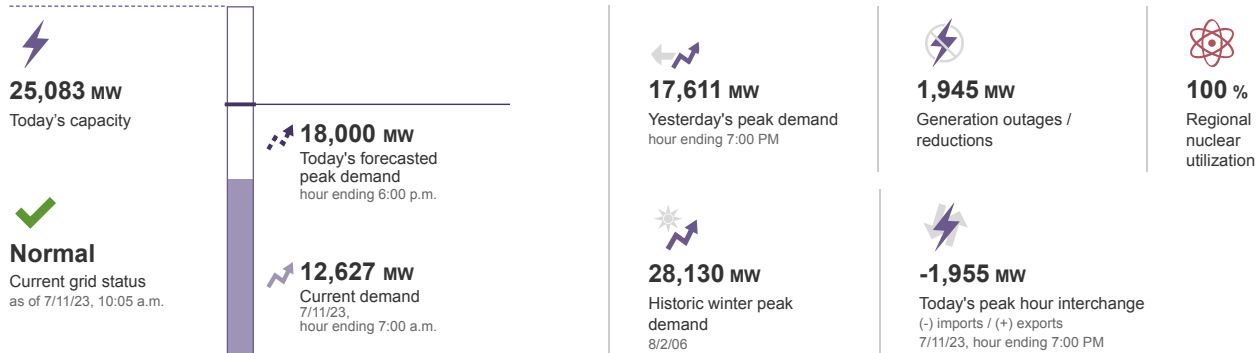 25,083 MW
Today's capacity
Normal
Current grid status
as of 7/11/23, 10:05 a.m.
18,000 MW
Today's forecasted
peak demand
hour ending 6:00 p.m.
12,627 MW
Current demand
7/11/23,
hour ending 7:00 a.m.
17,611 MW
Yesterday's peak demand
hour ending 7:00 PM
1,945 MW
Generation outages /
reductions
100 %
Regional
nuclear
utilization
28,130 MW
Historic winter peak
demand
8/2/06
-1,955 MW
Today's peak hour interchange
(-) imports / (+) exports
7/11/23, hour ending 7:00 PM